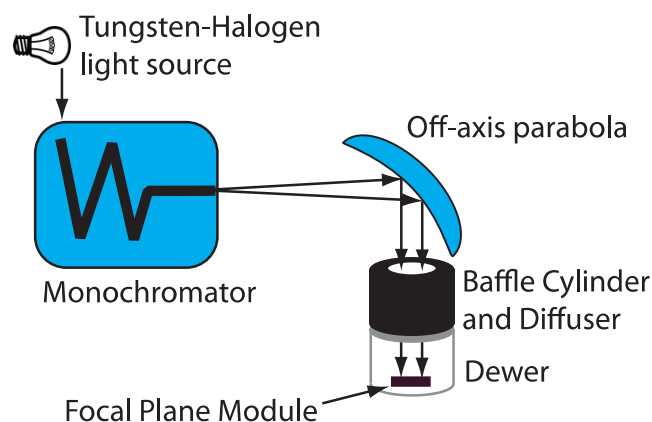 Tungsten-Halogen
light source
Off-axis parabola
Monochromator
Baffle Cylinder
and Diffuser
Dewer
Focal Plane Module